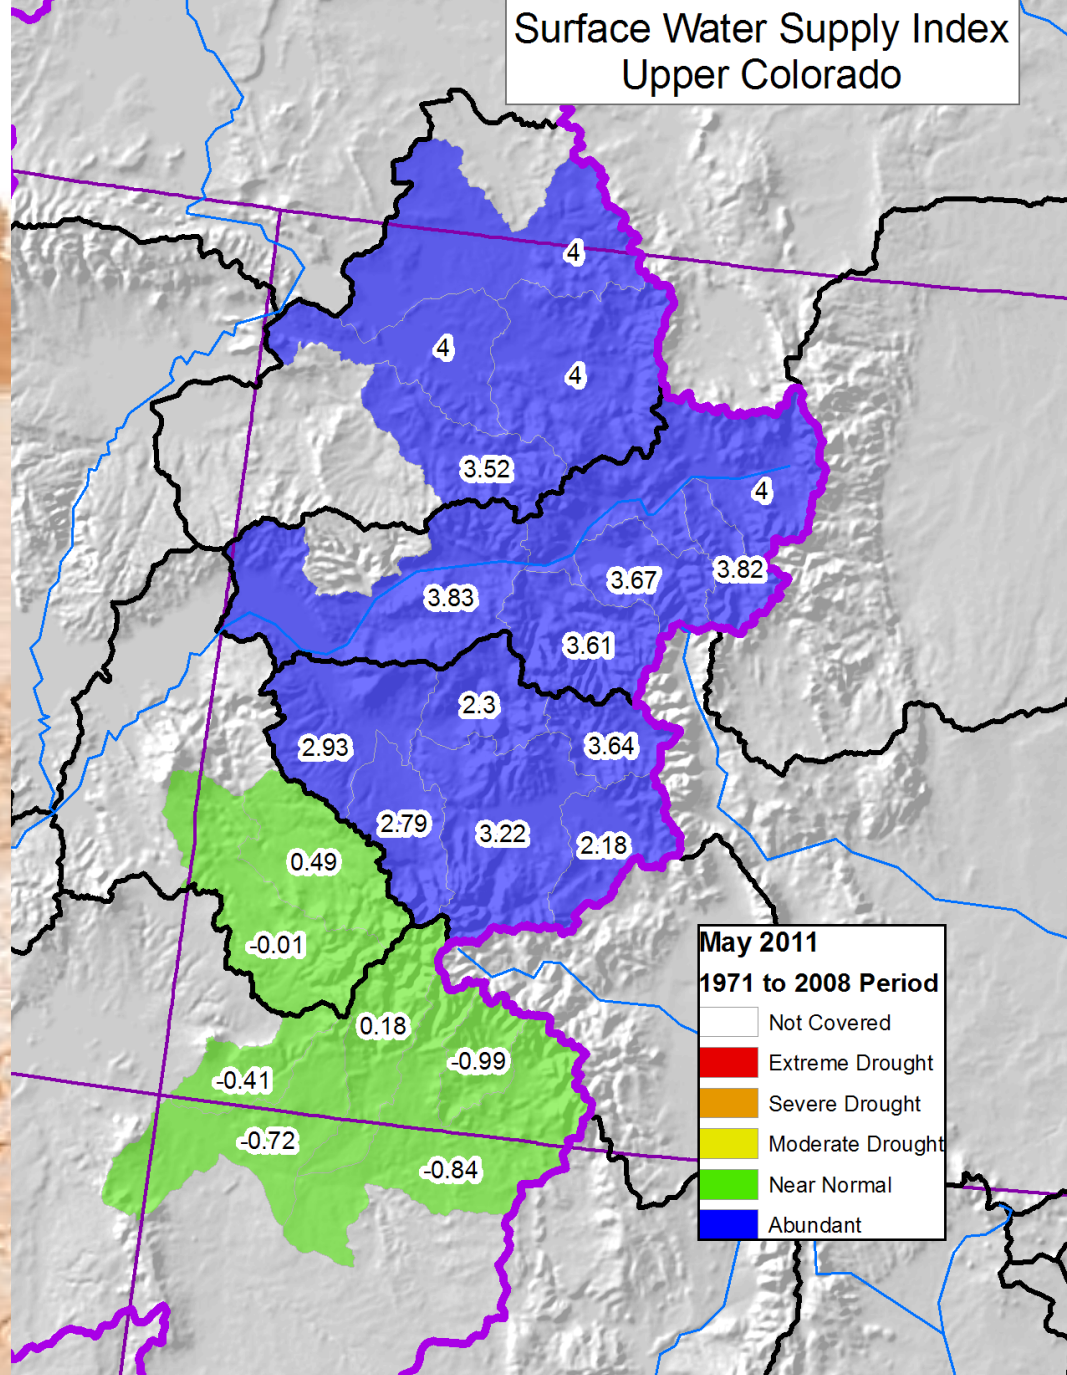 Surface Water Supply Index
Upper Colorado
4
4
4
3.52
4
3.82
3.67
3.83
3.61
2.3
2.93
3.64
2.79
3.22
2.18
0.49
-0.01
0.18
-0.99
-0.41
-0.72
-0.84
May 2011
1971 to 2008 Period
Not Covered
Extreme Drought
Severe Drought
Moderate Drought
Near Normal
Abundant